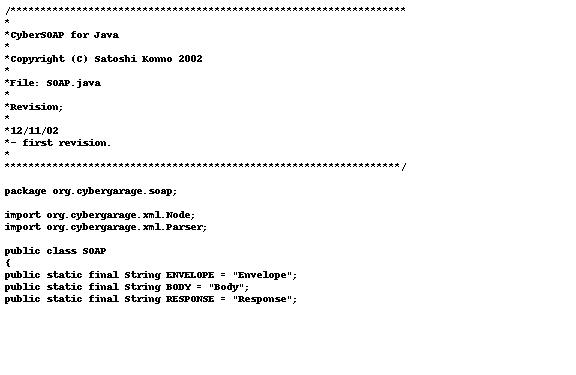 /******************************************************************
*
*CyberSOAP for Java
*
*Copyright (C) Satoshi Konno 2002
*
*File: SOAP.java
*
*Revision;
*
*12/11/02
*- first revision.
*
******************************************************************/
package org.cybergarage.soap;
import org.cybergarage.xml.Node;
import org.cybergarage.xml.Parser;
public class SOAP
{
public static final String ENVELOPE = "Envelope";
public static final String BODY = "Body";
public static final String RESPONSE = "Response";